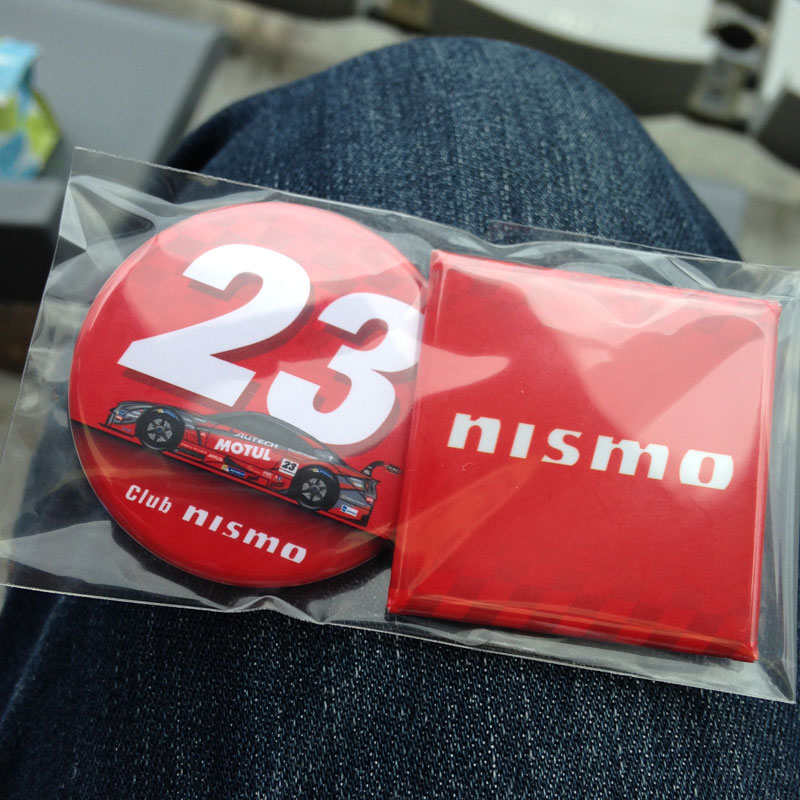 23
AUTECH
MOTUL
23
Club nismo
nismo